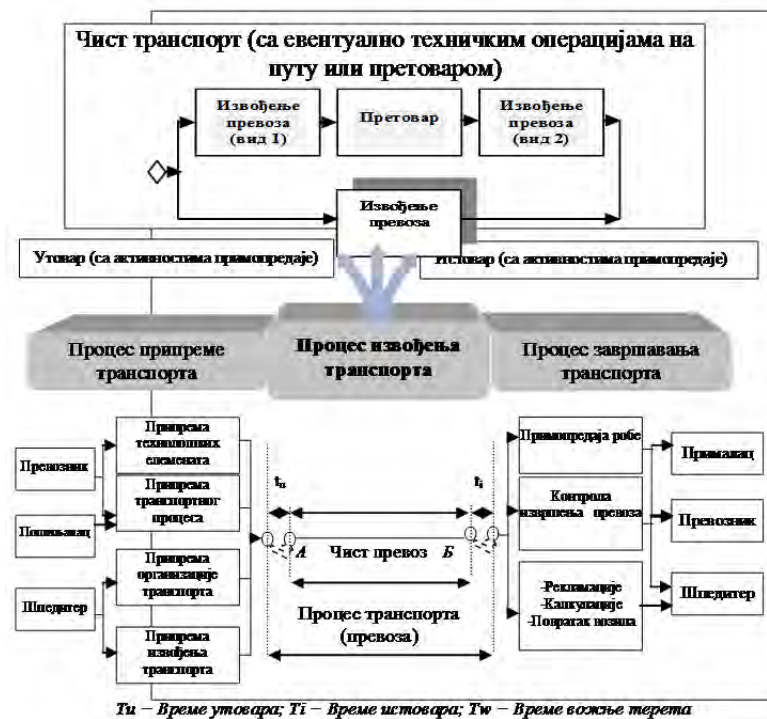 Чист транспорт (са евентуално техничким операцијама на
путу или претоваром)
Извођење
превоза
(вид 1)
Претовар
Извођење
превоза
(вид 2)
Извођење
превоза
Утовар (са активностима примопредаје)
Истовар (са активностима примопредаје)
Процес припреме
транспорта
Процес извођења
транспорта
Процес завршавања
транспорта
Превозник
Пошиљалац
Шпедитер
Припрема
технолошких
елемената
Припрема
транспортног
процеса
Припрема
организације
транспорта
Припрема
извођења
транспорта
tu
ti
А
Чист превоз
Б
Процес транспорта
(превоза)
Примопредаја робе
Контрола
извршења превоза
-Рекламације
-Калкулације
-Повратак возила
Прималац
Превозник
Шпедитер
Tu – Време утовара; Ti – Време истовара; Tw – Време вожње терета